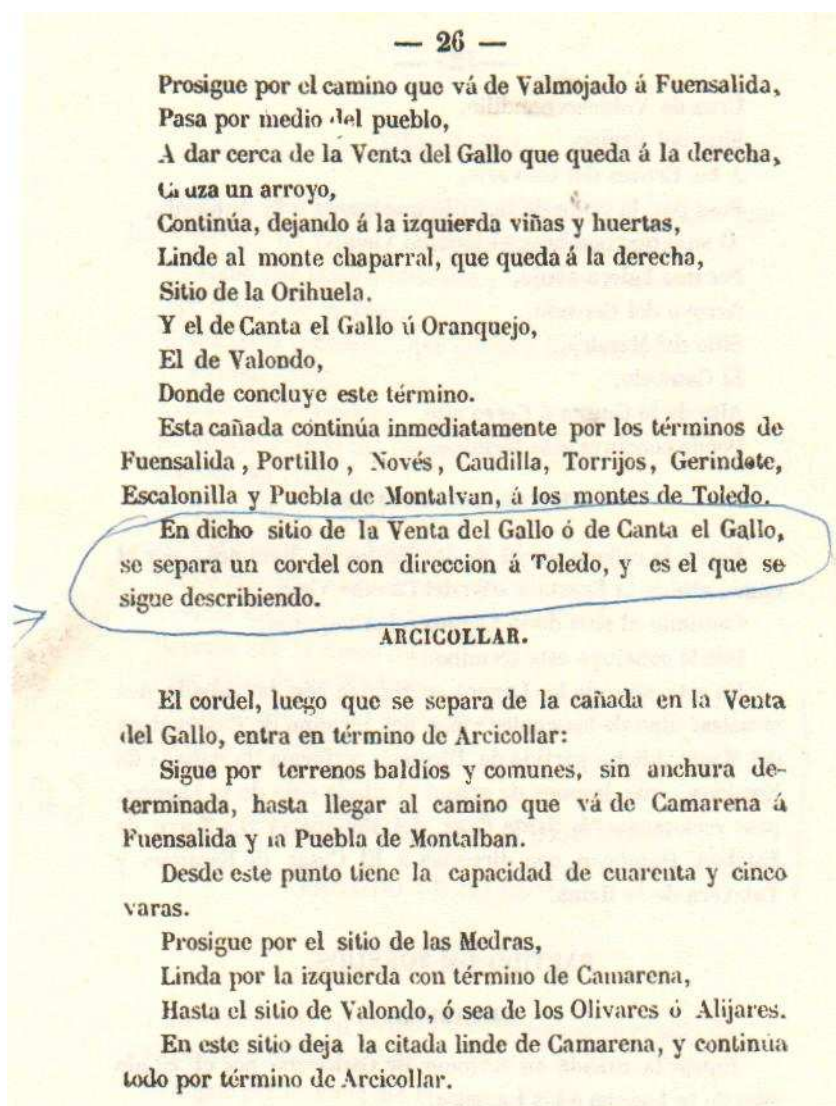 — 26 —
Prosigue por el camino que vá de Valmojado á Fuensalida,
Pasa por medio del pueblo,
A dar cerca de la Venta del Gallo que queda á la derecha,
Cruza un arroyo,
Continúa, dejando á la izquierda viñas y huertas,
Linde al monte chaparral, que queda á la derecha,
Sitio de la Orihuela.
Y el de Canta el Gallo ú Oranquejo,
El de Valondo,
Donde concluye este término.
Esta cañada continúa inmediatamente por los términos de
Fuensalida, Portillo, Novés, Caudilla, Torrijos, Gerindote,
Escalonilla y Puebla de Montalvan, á los montes de Toledo.
En dicho sitio de la Venta del Gallo ó de Canta el Gallo,
se separa un cordel con direccion á Toledo, y es el que se
sigue describiendo.
ARCICOLLAR.
El cordel, luego que se separa de la cañada en la Venta
del Gallo, entra en término de Arcicollar:
Sigue por terrenos baldíos y comunes, sin anchura de-
terminada, hasta llegar al camino que vá de Camarena á
Fuensalida y la Puebla de Montalban.
Desde este punto tiene la capacidad de cuarenta y cinco
varas.
Prosigue por el sitio de las Medras,
Linda por la izquierda con término de Camarena,
Hasta el sitio de Valondo, ó sea de los Olivares ó Alijares.
En este sitio deja la citada linde de Camarena, y continúa
todo por término de Arcicollar.